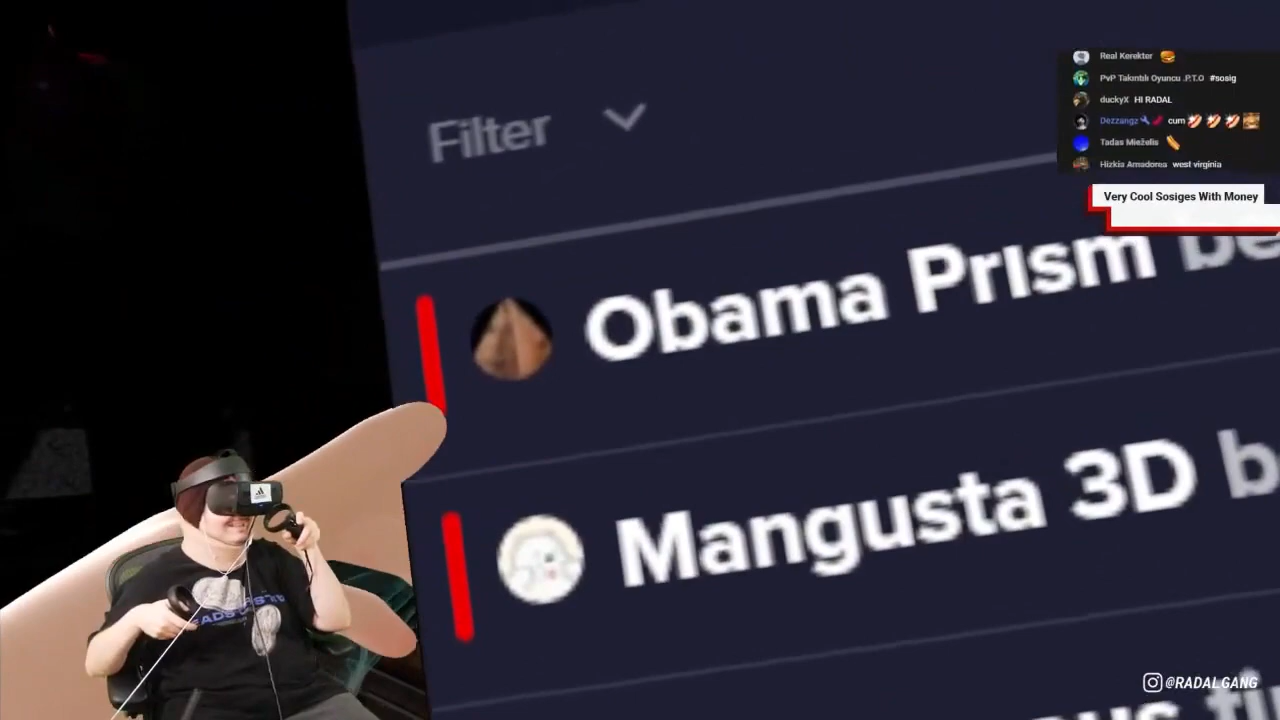 Filter
Obama Prism be
Mangusta 3D b
Real Kerekter
PvP Takıntılı Oyuncu .P.T.O #sosig
duckyX HI RADAL
Dezzangz cum
Tadas Mieželis
Hizkia Amadorea west virginia
Very Cool Sosiges With Money
@RADALGANG